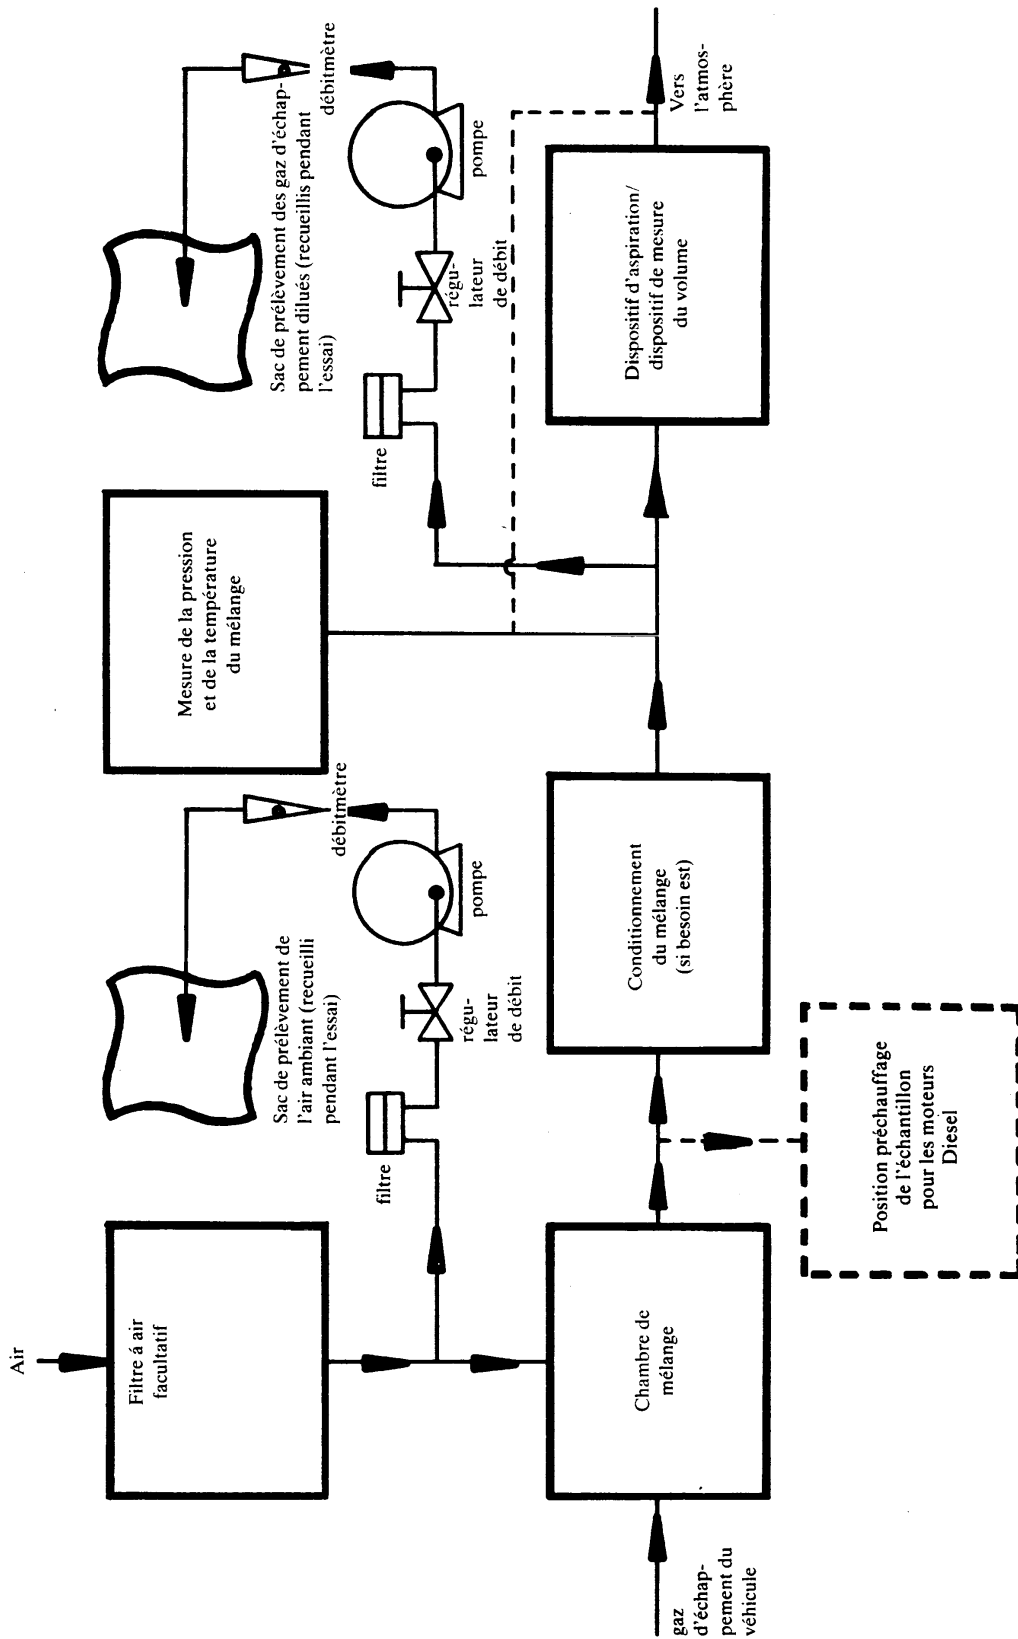 Air
Filtre á air
facultatif
filtre
régu-
lateur
de débit
pompe
débitmètre
Sac de prélèvement de
l'air ambiant (recueilli
pendant l'essai)
Mesure de la pression
et de la température
du mélange
filtre
régu-
lateur
de débit
pompe
débitmètre
Sac de prélèvement des gaz d'échap-
pement dilués (recueillis pendant
l'essai)
gaz
d'échap-
pement du
véhicule
Chambre de
mélange
Conditionnement
du mélange
(si besoin est)
Dispositif d'aspiration/
dispositif de mesure
du volume
Vers
l'atmos-
phère
Position préchauffage
de l'échantillon
pour les moteurs
Diesel